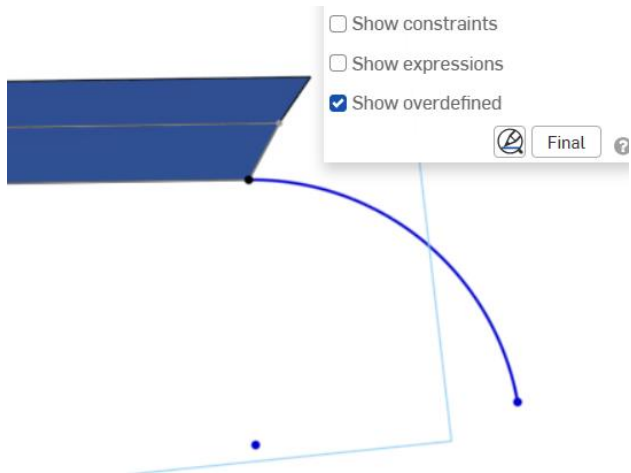 Show constraints
Show expressions
Show overdefined
Final
?